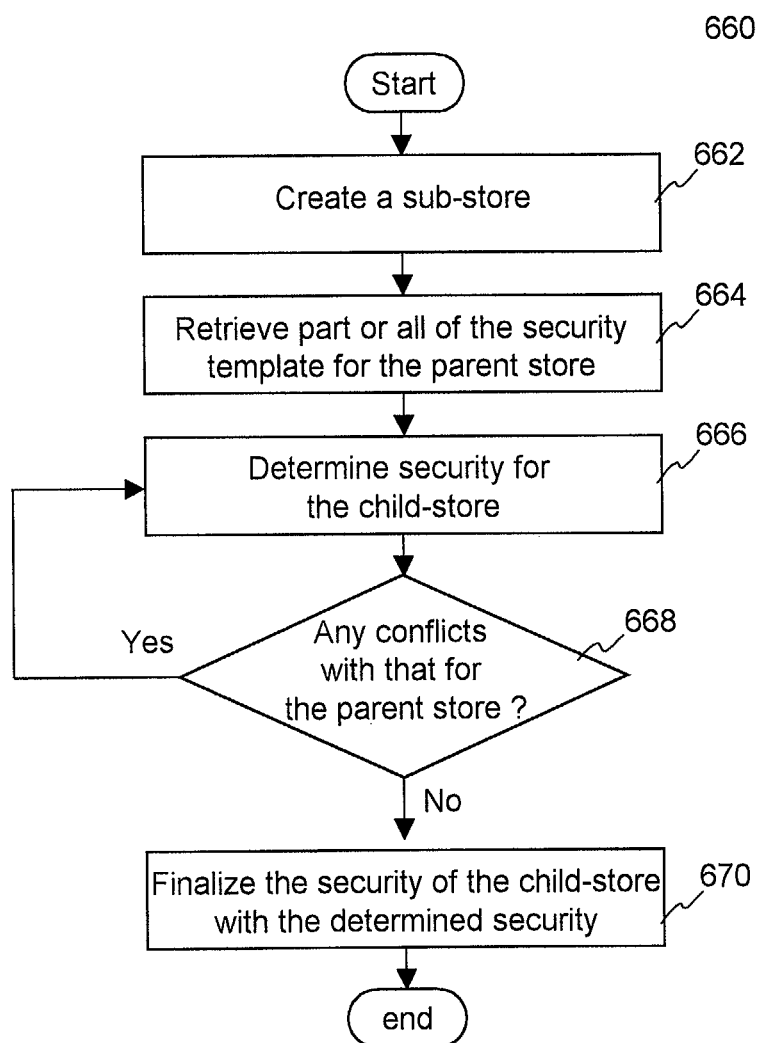 660
Start
662
Create a sub-store
664
Retrieve part or all of the security
template for the parent store
666
Determine security for
the child-store
668
Yes
Any conflicts
with that for
the parent store ?
No
670
Finalize the security of the child-store
with the determined security
end